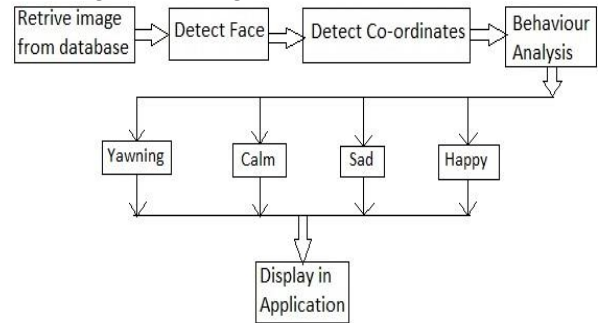 Retrive image
from database
Detect Face
Detect Co-ordinates
Behaviour
Analysis
Yawning
Calm
Sad
Happy
Display in
Application